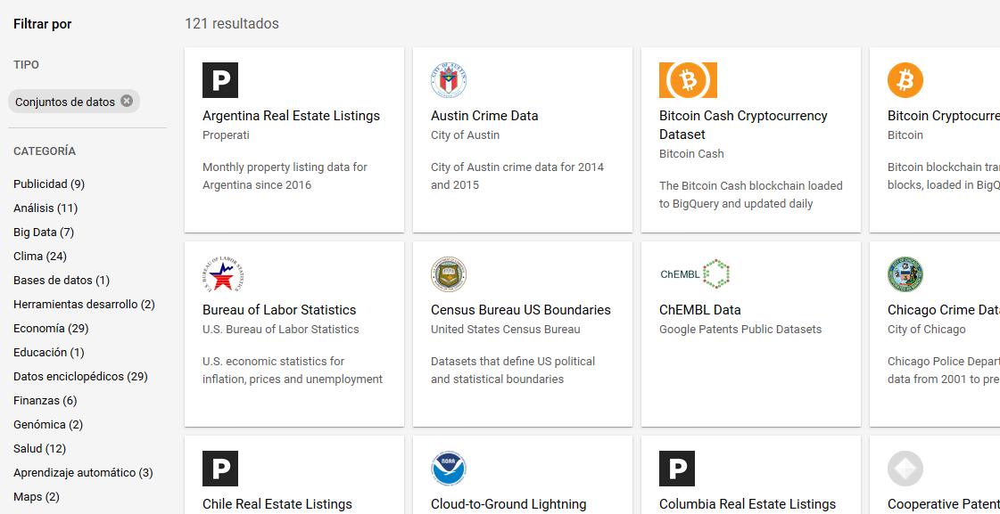 Filtrar por
TIPO
Conjuntos de datos
CATEGORÍA
Publicidad (9)
Análisis (11)
Big Data (7)
Clima (24)
Bases de datos (1)
Herramientas desarrollo (2)
Economía (29)
Educación (1)
Datos enciclopédicos (29)
Finanzas (6)
Genómica (2)
Salud (12)
Aprendizaje automático (3)
Maps (2)
121 resultados
P
Argentina Real Estate Listings
Properati
Monthly property listing data for
Argentina since 2016
Austin Crime Data
City of Austin
City of Austin crime data for 2014
and 2015
Bitcoin Cash Cryptocurrency
Dataset
Bitcoin Cash
The Bitcoin Cash blockchain loaded
to BigQuery and updated daily
Bitcoin Cryptocurre
Bitcoin
Bitcoin blockchain tra
blocks, loaded in BigQ
U.S. BUREAU OF LABOR STATISTICS
Bureau of Labor Statistics
U.S. Bureau of Labor Statistics
U.S. economic statistics for
inflation, prices and unemployment
Census Bureau US Boundaries
United States Census Bureau
Datasets that define US political
and statistical boundaries
ChEMBL
ChEMBL Data
Google Patents Public Datasets
Chicago Crime Dat
City of Chicago
Chicago Police Depart
data from 2001 to pre
P
Chile Real Estate Listings
NOAA
Cloud-to-Ground Lightning
P
Columbia Real Estate Listings
Cooperative Patent